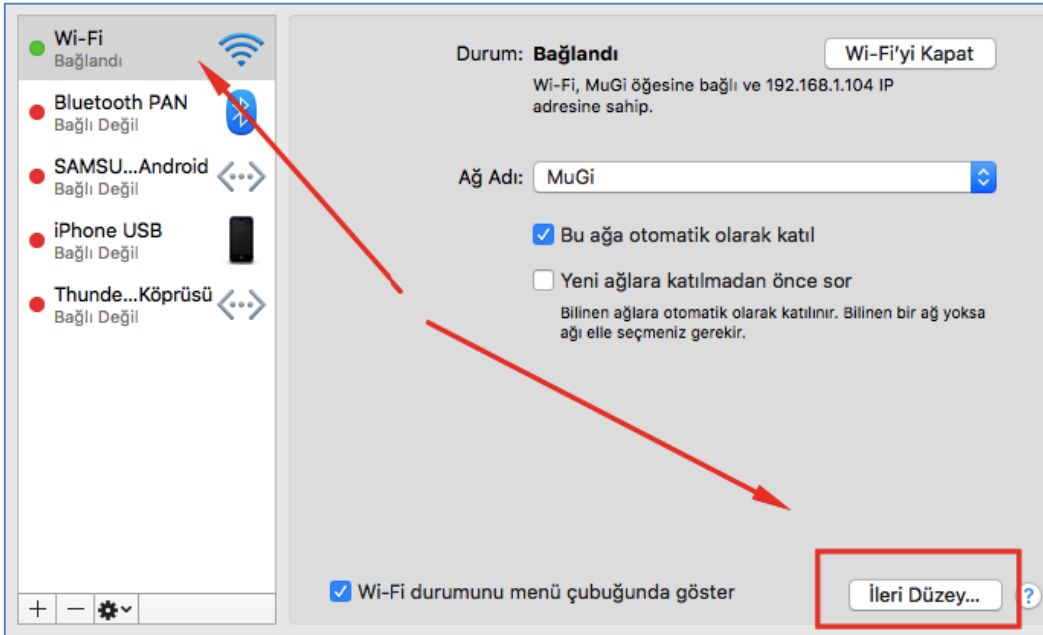 Wi-Fi
Bağlandı
Bluetooth PAN
Bağlı Değil
SAMSU...Android
Bağlı Değil
iPhone USB
Bağlı Değil
Thunde...Köprüsü
Bağlı Değil
Durum: Bağlandı
Wi-Fi'yi Kapat
Wi-Fi, MuGi öğesine bağlı ve 192.168.1.104 IP
adresine sahip.
Ağ Adı: MuGi
Bu ağa otomatik olarak katıl
Yeni ağlara katılmadan önce sor
Bilinen ağlara otomatik olarak katılınır. Bilinen bir ağ yoksa
ağı elle seçmeniz gerekir.
Wi-Fi durumunu menü çubuğunda göster
İleri Düzey...
?